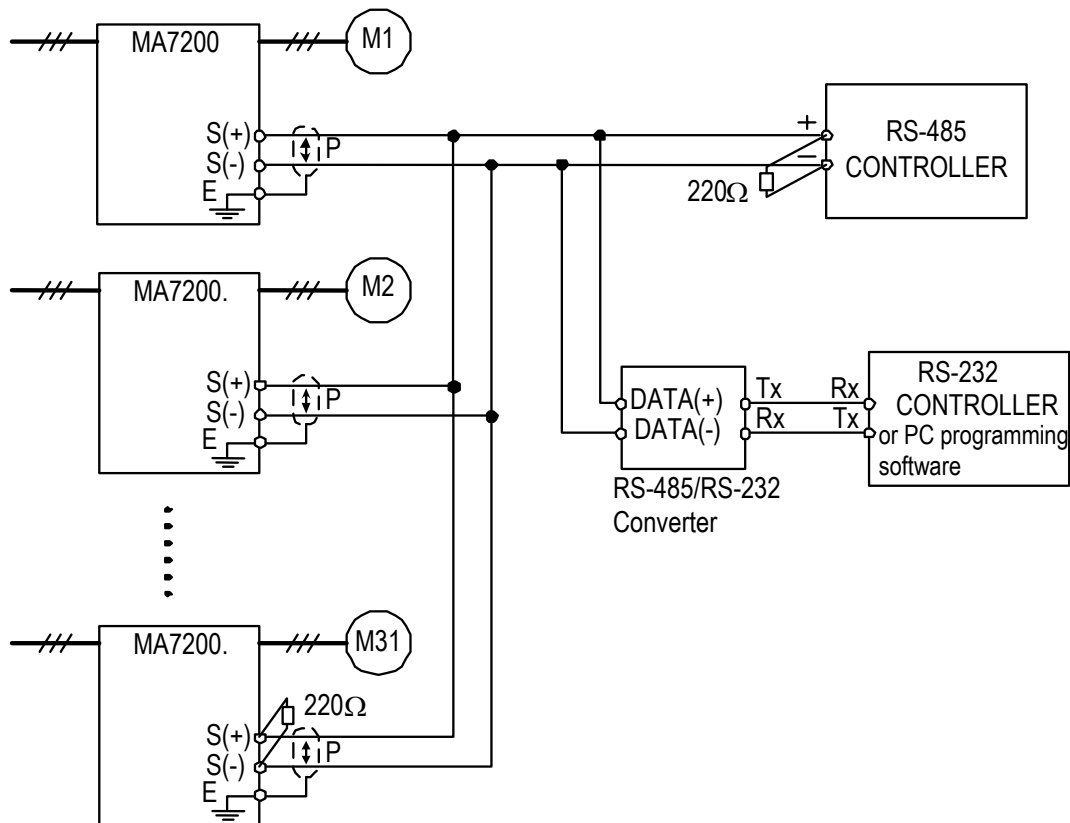 MA7200
M1
S(+)
P
S(-)
E
+
−
RS-485
CONTROLLER
220Ω
MA7200.
M2
S(+)
P
S(-)
E
DATA(+)
DATA(-)
Tx
Rx
Rx
Tx
RS-232
CONTROLLER
or PC programming
software
RS-485/RS-232
Converter
MA7200.
M31
220Ω
S(+)
P
S(-)
E